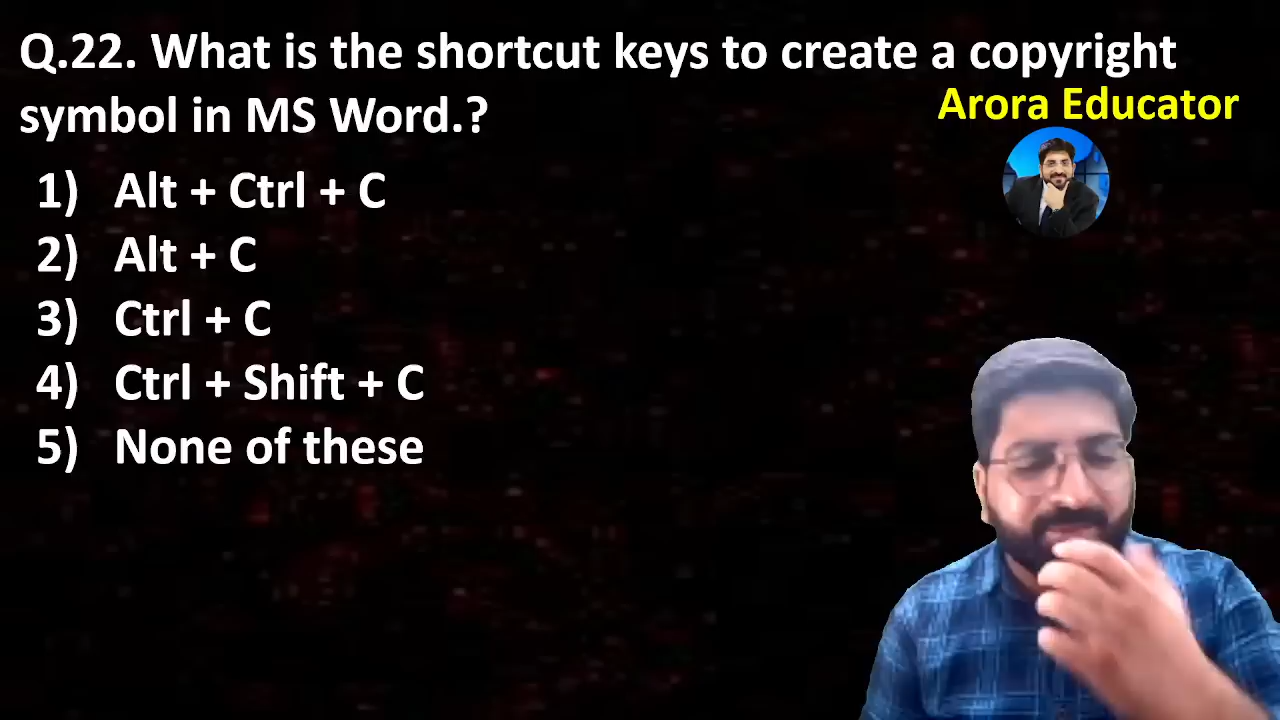 Q.22. What is the shortcut keys to create a copyright
symbol in MS Word.?
Arora Educator
1) Alt + Ctrl + C
2) Alt + C
3) Ctrl + C
4) Ctrl + Shift + C
5) None of these